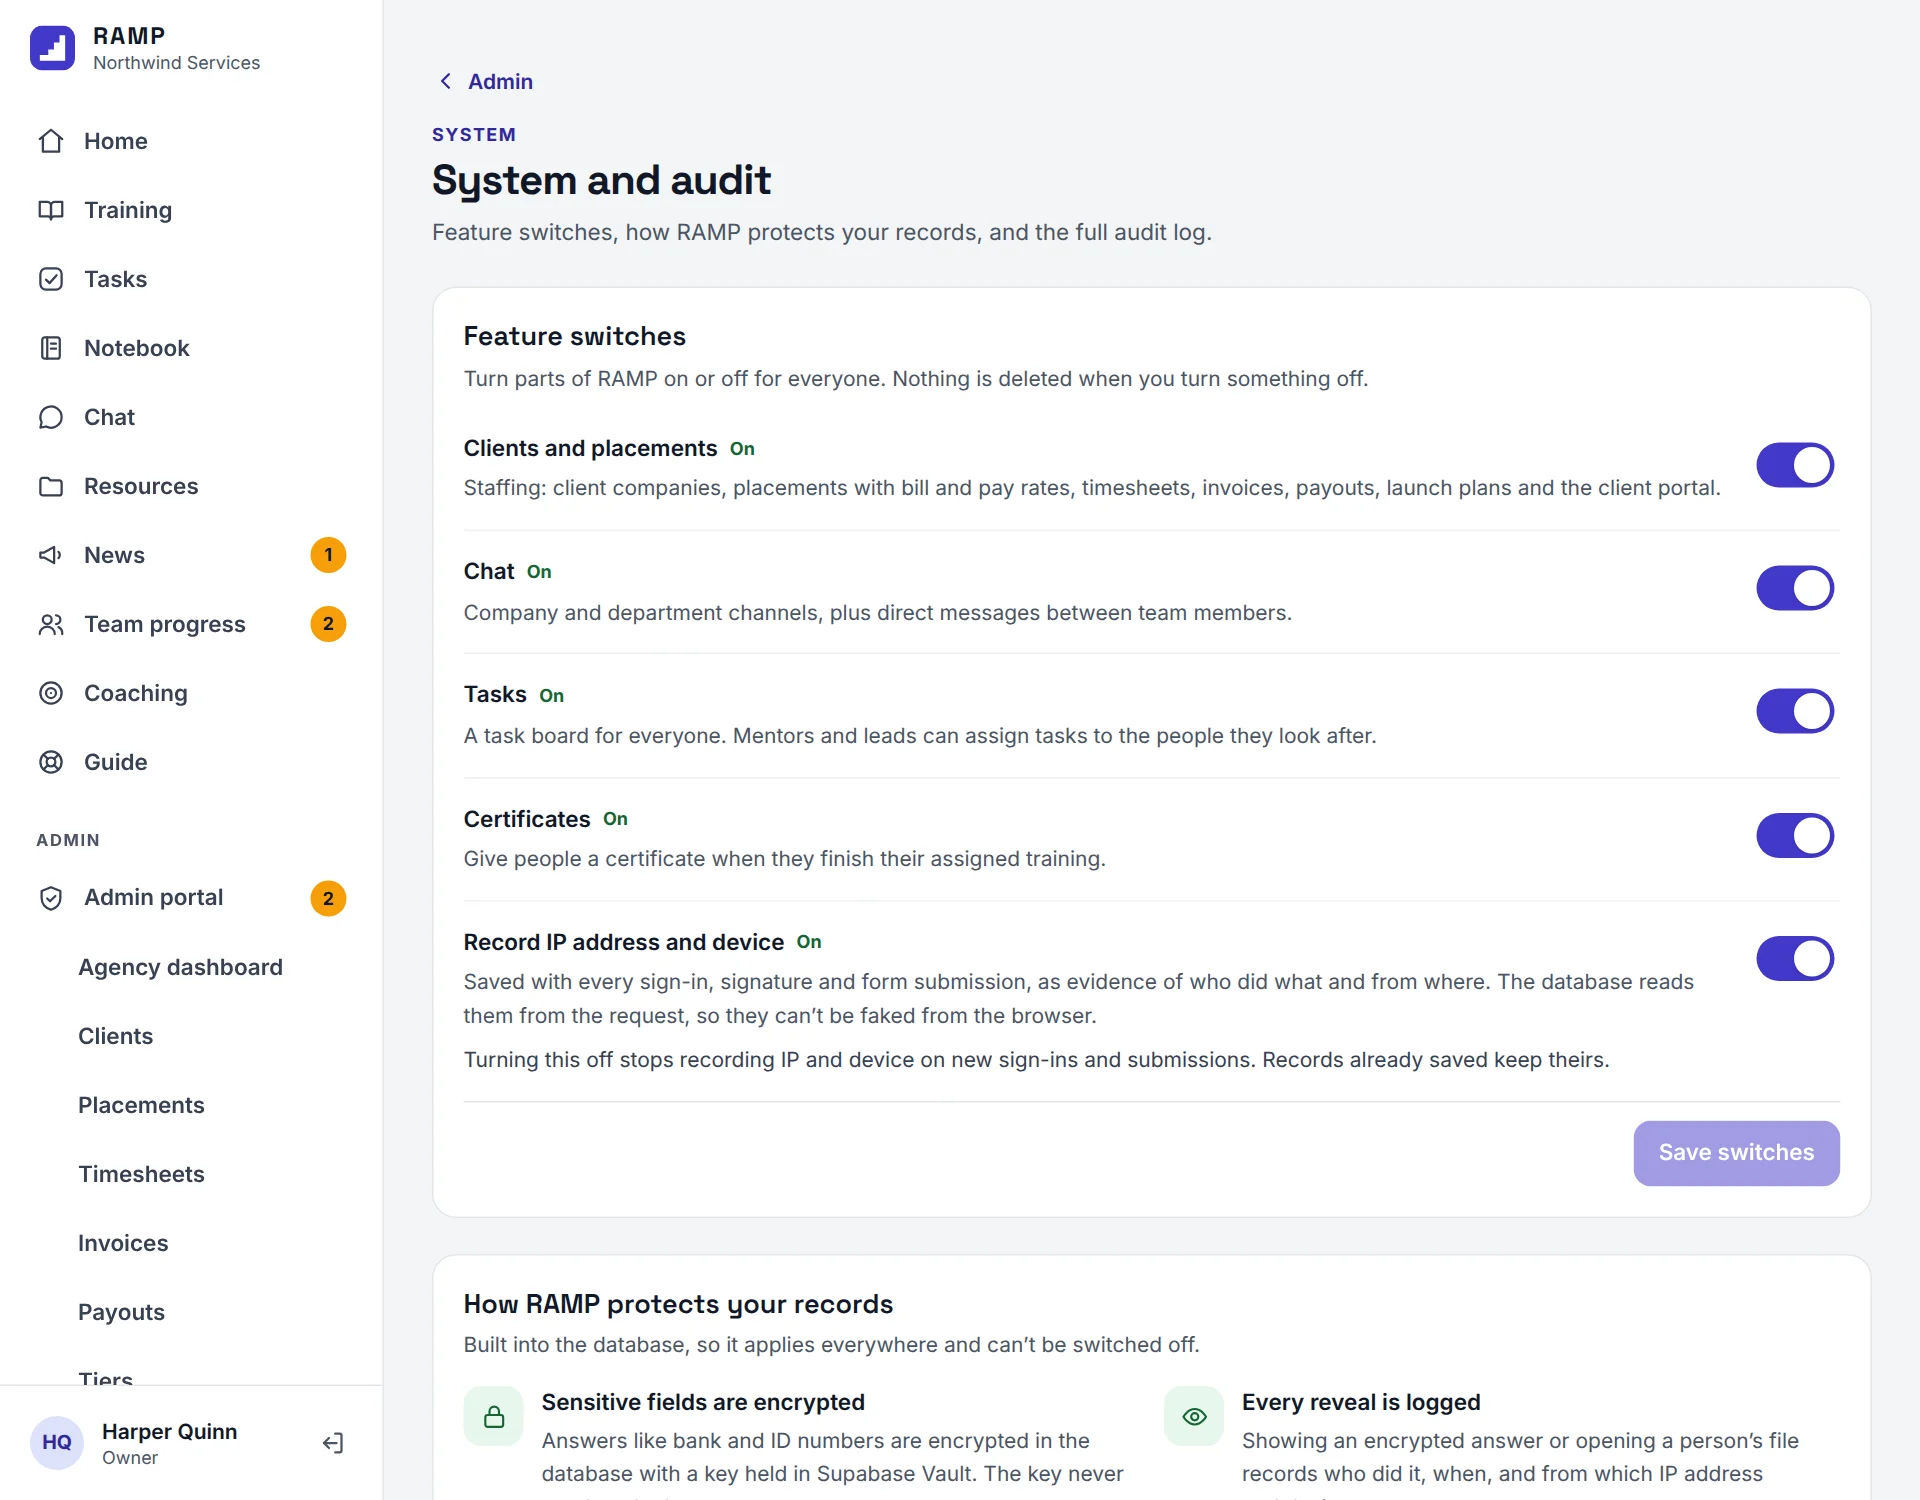 RAMP
Northwind Services
Home
Training
Tasks
Notebook
Chat
Resources
News 1
Team progress 2
Coaching
Guide
ADMIN
Admin portal 2
Agency dashboard
Clients
Placements
Timesheets
Invoices
Payouts
Tiers
HQ
Harper Quinn
Owner
Admin
SYSTEM
System and audit
Feature switches, how RAMP protects your records, and the full audit log.
Feature switches
Turn parts of RAMP on or off for everyone. Nothing is deleted when you turn something off.
Clients and placements On
Staffing: client companies, placements with bill and pay rates, timesheets, invoices, payouts, launch plans and the client portal.
Chat On
Company and department channels, plus direct messages between team members.
Tasks On
A task board for everyone. Mentors and leads can assign tasks to the people they look after.
Certificates On
Give people a certificate when they finish their assigned training.
Record IP address and device On
Saved with every sign-in, signature and form submission, as evidence of who did what and from where. The database reads
them from the request, so they can’t be faked from the browser.
Turning this off stops recording IP and device on new sign-ins and submissions. Records already saved keep theirs.
Save switches
How RAMP protects your records
Built into the database, so it applies everywhere and can’t be switched off.
Sensitive fields are encrypted
Answers like bank and ID numbers are encrypted in the
database with a key held in Supabase Vault. The key never
Every reveal is logged
Showing an encrypted answer or opening a person’s file
records who did it, when, and from which IP address